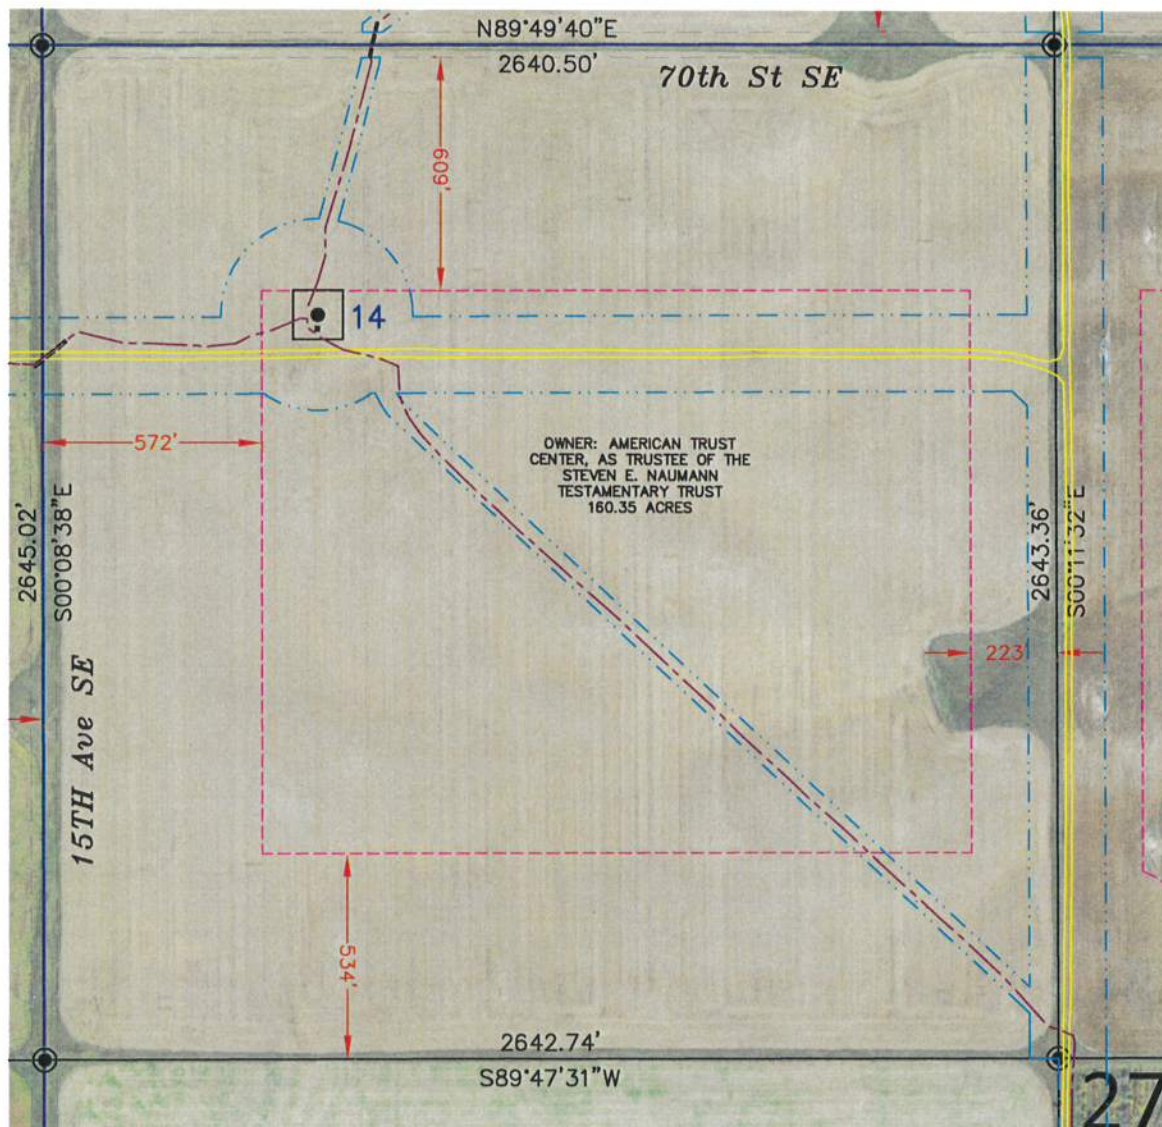 N89°49'40"E
2640.50'
70th St SE
609'
14
572'
OWNER: AMERICAN TRUST
CENTER, AS TRUSTEE OF THE
STEVEN E. NAUMANN
TESTAMENTARY TRUST
160.35 ACRES
2645.02'
S00°08'38"E
2643.36'
S00°11'32"E
15TH Ave SE
223
534'
2642.74'
S89°47'31"W
27